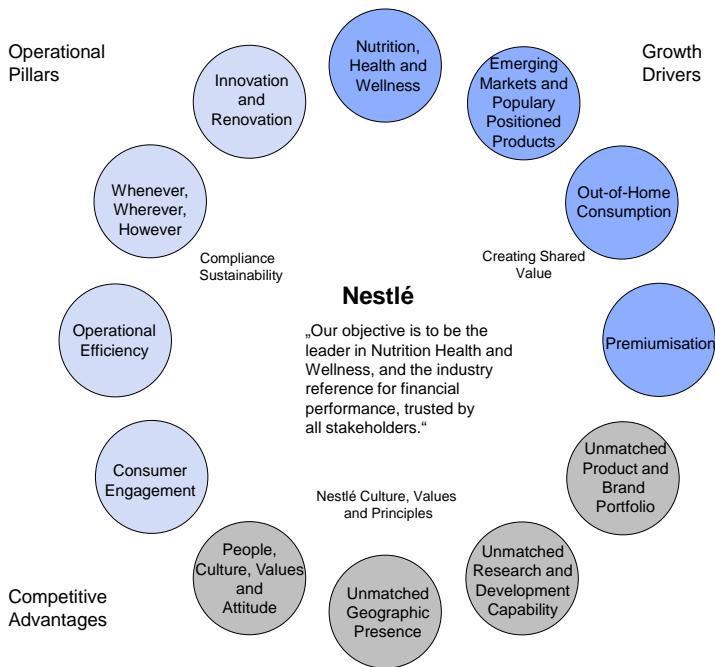 Operational
Pillars
Growth
Drivers
Nutrition,
Health and
Wellness
Emerging
Markets and
Populary
Positioned
Products
Out-of-Home
Consumption
Premiumisation
Unmatched
Product and
Brand
Portfolio
Unmatched
Research and
Development
Capability
Unmatched
Geographic
Presence
People,
Culture, Values
and
Attitude
Consumer
Engagement
Operational
Efficiency
Whenever,
Wherever,
However
Innovation
and
Renovation
Compliance
Sustainability
Creating Shared
Value
Nestlé
„Our objective is to be the
leader in Nutrition Health and
Wellness, and the industry
reference for financial
performance, trusted by
all stakeholders.“
Nestlé Culture, Values
and Principles
Competitive
Advantages